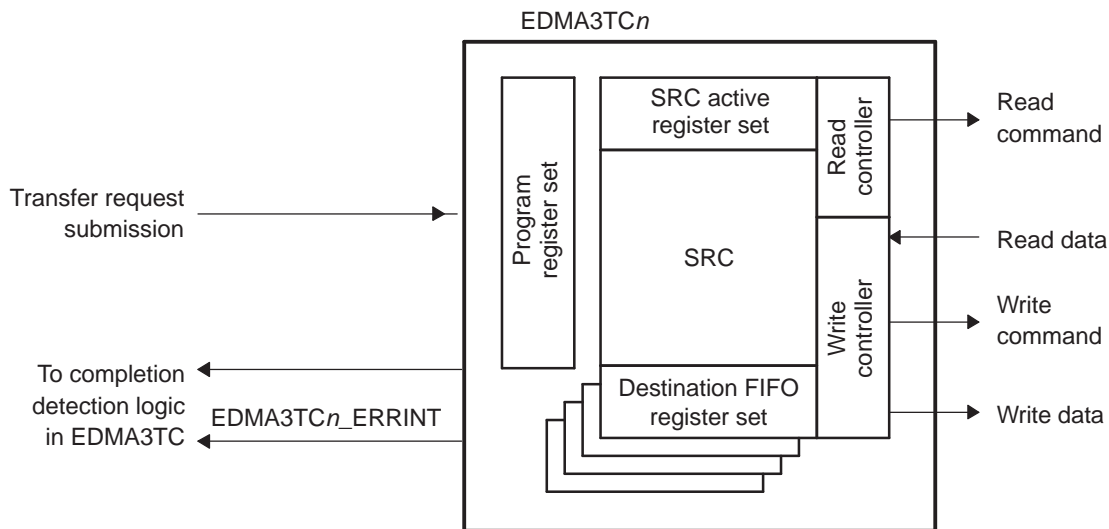 EDMA3TCn
SRC active
register set
Read
controller
Read
command
Program
register set
Transfer request
submission
SRC
Read data
Write
controller
Write
command
To completion
detection logic
in EDMA3TC
EDMA3TCn_ERRINT
Destination FIFO
register set
Write data